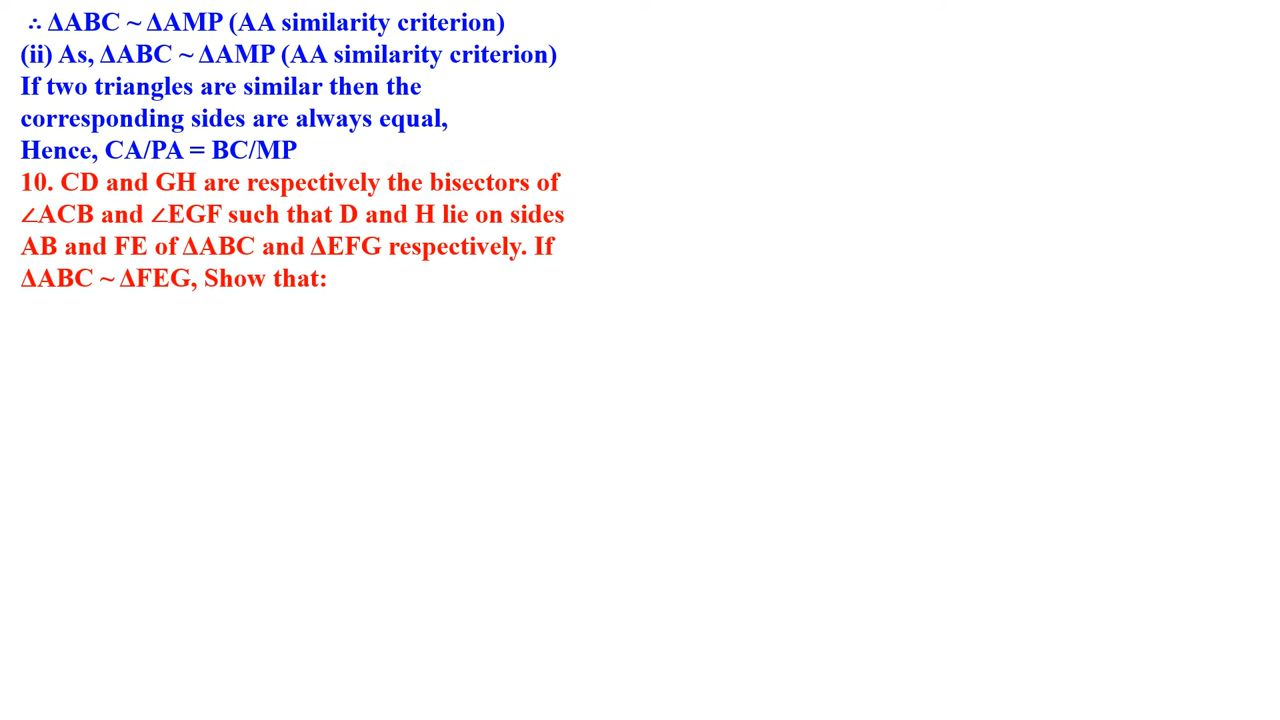 ∴ ΔABC ~ ΔAMP (AA similarity criterion)
(ii) As, ΔABC ~ ΔAMP (AA similarity criterion)
If two triangles are similar then the
corresponding sides are always equal,
Hence, CA/PA = BC/MP
10. CD and GH are respectively the bisectors of
∠ACB and ∠EGF such that D and H lie on sides
AB and FE of ΔABC and ΔEFG respectively. If
ΔABC ~ ΔFEG, Show that: